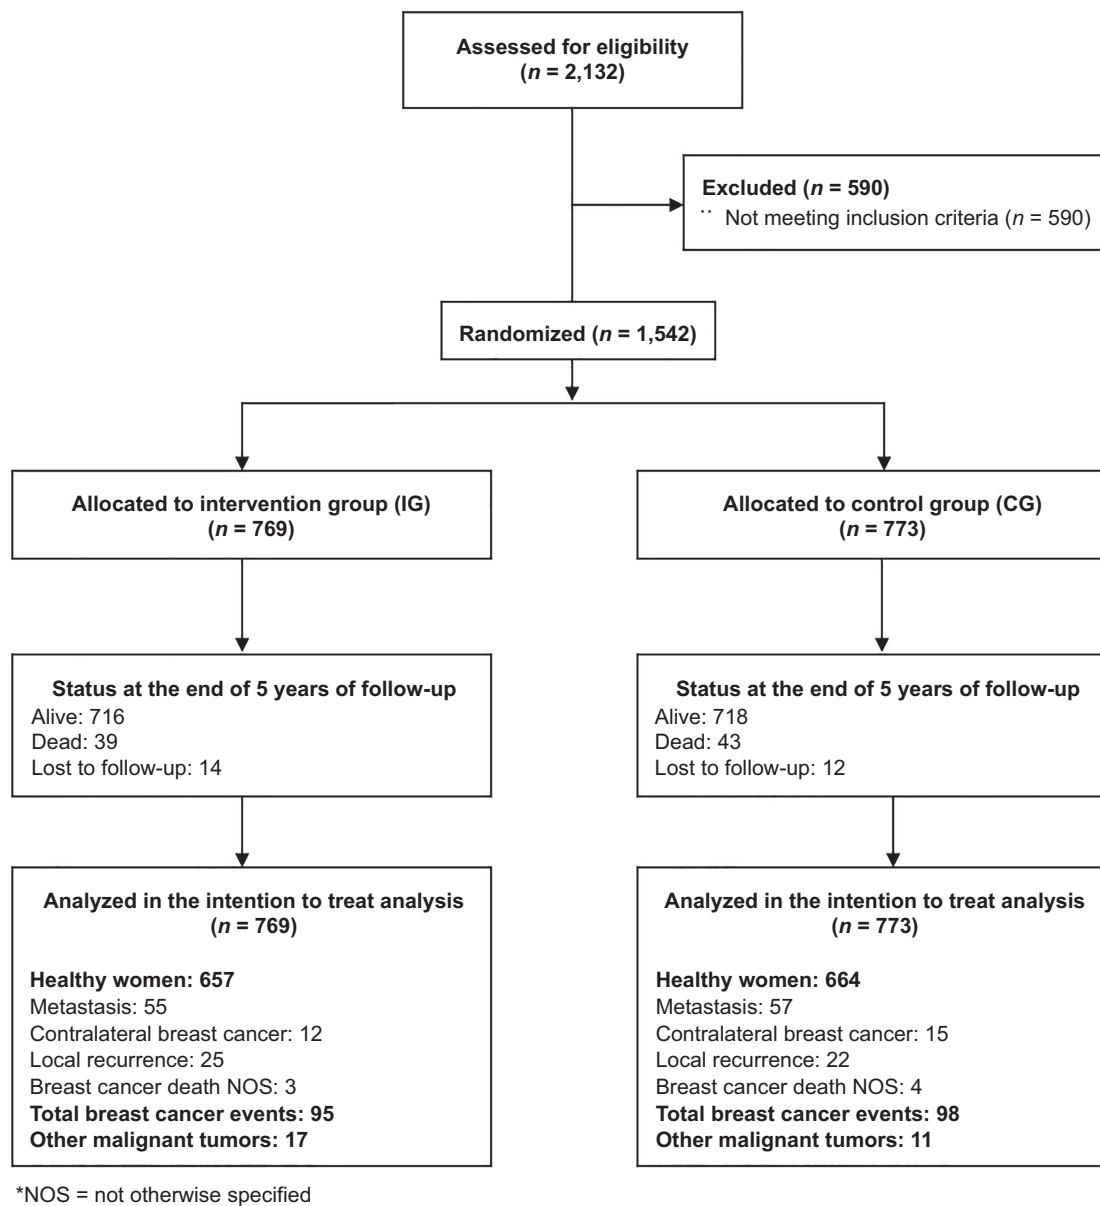 Assessed for eligibility
(n = 2,132)
Excluded (n = 590)
¨ Not meeting inclusion criteria (n = 590)
Randomized (n = 1,542)
Allocated to intervention group (IG)
(n = 769)
Allocated to control group (CG)
(n = 773)
Status at the end of 5 years of follow-up
Alive: 716
Dead: 39
Lost to follow-up: 14
Status at the end of 5 years of follow-up
Alive: 718
Dead: 43
Lost to follow-up: 12
Analyzed in the intention to treat analysis
(n = 769)
Healthy women: 657
Metastasis: 55
Contralateral breast cancer: 12
Local recurrence: 25
Breast cancer death NOS: 3
Total breast cancer events: 95
Other malignant tumors: 17
Analyzed in the intention to treat analysis
(n = 773)
Healthy women: 664
Metastasis: 57
Contralateral breast cancer: 15
Local recurrence: 22
Breast cancer death NOS: 4
Total breast cancer events: 98
Other malignant tumors: 11
*NOS = not otherwise specified